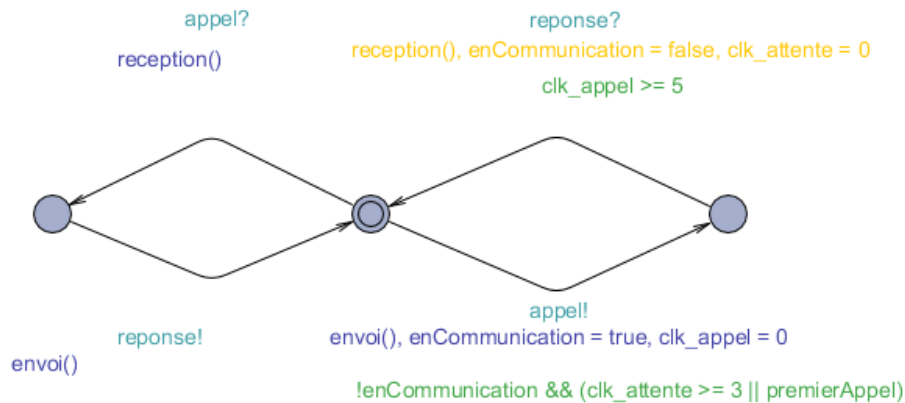 appel?
reception()
reponse?
reception(), enCommunication = false, clk_attente = 0
clk_appel >= 5
reponse!
envoi()
appel!
envoi(), enCommunication = true, clk_appel = 0
!enCommunication && (clk_attente >= 3 || premierAppel)